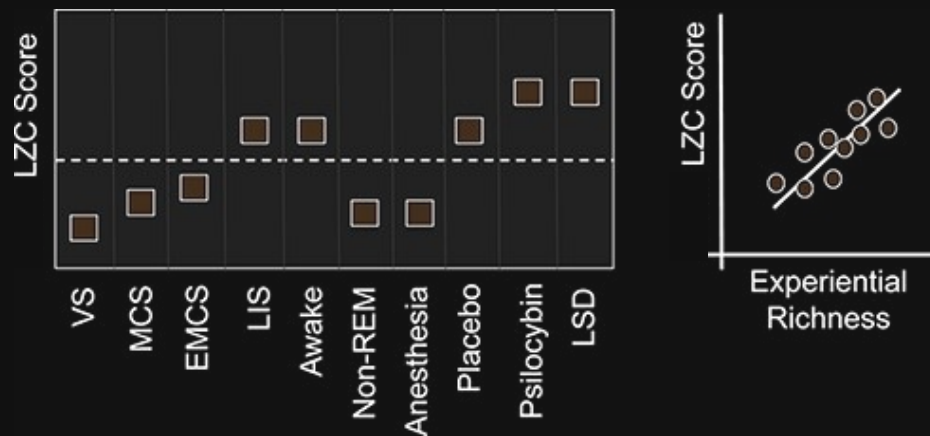 LZC Score
VS
MCS
EMCS
LIS
Awake
Non-REM
Anesthesia
Placebo
Psilocybin
LSD
LZC Score
Experiential
Richness